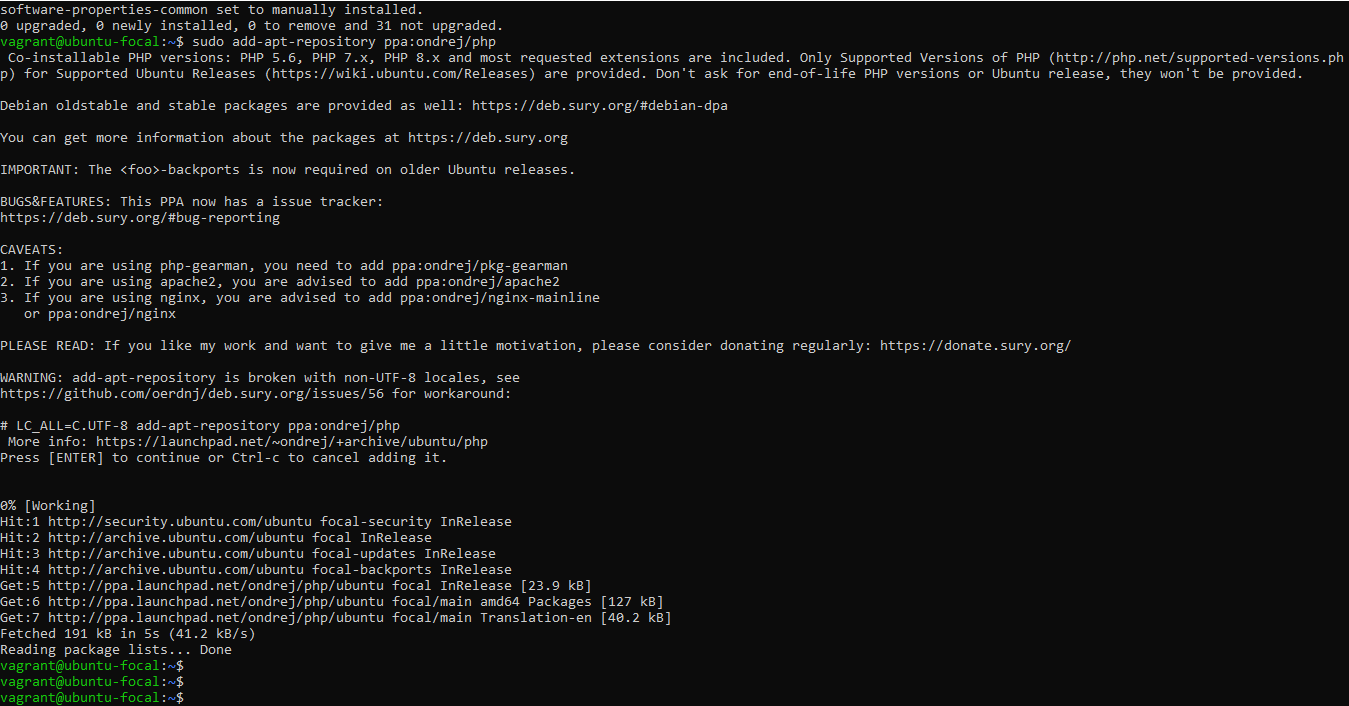 software-properties-common set to manually installed.
0 upgraded, 0 newly installed, 0 to remove and 31 not upgraded.
vagrant@ubuntu-focal:~$ sudo add-apt-repository ppa:ondrej/php
 Co-installable PHP versions: PHP 5.6, PHP 7.x, PHP 8.x and most requested extensions are included. Only Supported Versions of PHP (http://php.net/supported-versions.ph
p) for Supported Ubuntu Releases (https://wiki.ubuntu.com/Releases) are provided. Don't ask for end-of-life PHP versions or Ubuntu release, they won't be provided.

Debian oldstable and stable packages are provided as well: https://deb.sury.org/#debian-dpa

You can get more information about the packages at https://deb.sury.org

IMPORTANT: The <foo>-backports is now required on older Ubuntu releases.

BUGS&FEATURES: This PPA now has a issue tracker:
https://deb.sury.org/#bug-reporting

CAVEATS:
1. If you are using php-gearman, you need to add ppa:ondrej/pkg-gearman
2. If you are using apache2, you are advised to add ppa:ondrej/apache2
3. If you are using nginx, you are advised to add ppa:ondrej/nginx-mainline
   or ppa:ondrej/nginx

PLEASE READ: If you like my work and want to give me a little motivation, please consider donating regularly: https://donate.sury.org/

WARNING: add-apt-repository is broken with non-UTF-8 locales, see
https://github.com/oerdnj/deb.sury.org/issues/56 for workaround:

# LC_ALL=C.UTF-8 add-apt-repository ppa:ondrej/php
 More info: https://launchpad.net/~ondrej/+archive/ubuntu/php
Press [ENTER] to continue or Ctrl-c to cancel adding it.

0% [Working]
Hit:1 http://security.ubuntu.com/ubuntu focal-security InRelease
Hit:2 http://archive.ubuntu.com/ubuntu focal InRelease
Hit:3 http://archive.ubuntu.com/ubuntu focal-updates InRelease
Hit:4 http://archive.ubuntu.com/ubuntu focal-backports InRelease
Get:5 http://ppa.launchpad.net/ondrej/php/ubuntu focal InRelease [23.9 kB]
Get:6 http://ppa.launchpad.net/ondrej/php/ubuntu focal/main amd64 Packages [127 kB]
Get:7 http://ppa.launchpad.net/ondrej/php/ubuntu focal/main Translation-en [40.2 kB]
Fetched 191 kB in 5s (41.2 kB/s)
Reading package lists... Done
vagrant@ubuntu-focal:~$
vagrant@ubuntu-focal:~$
vagrant@ubuntu-focal:~$